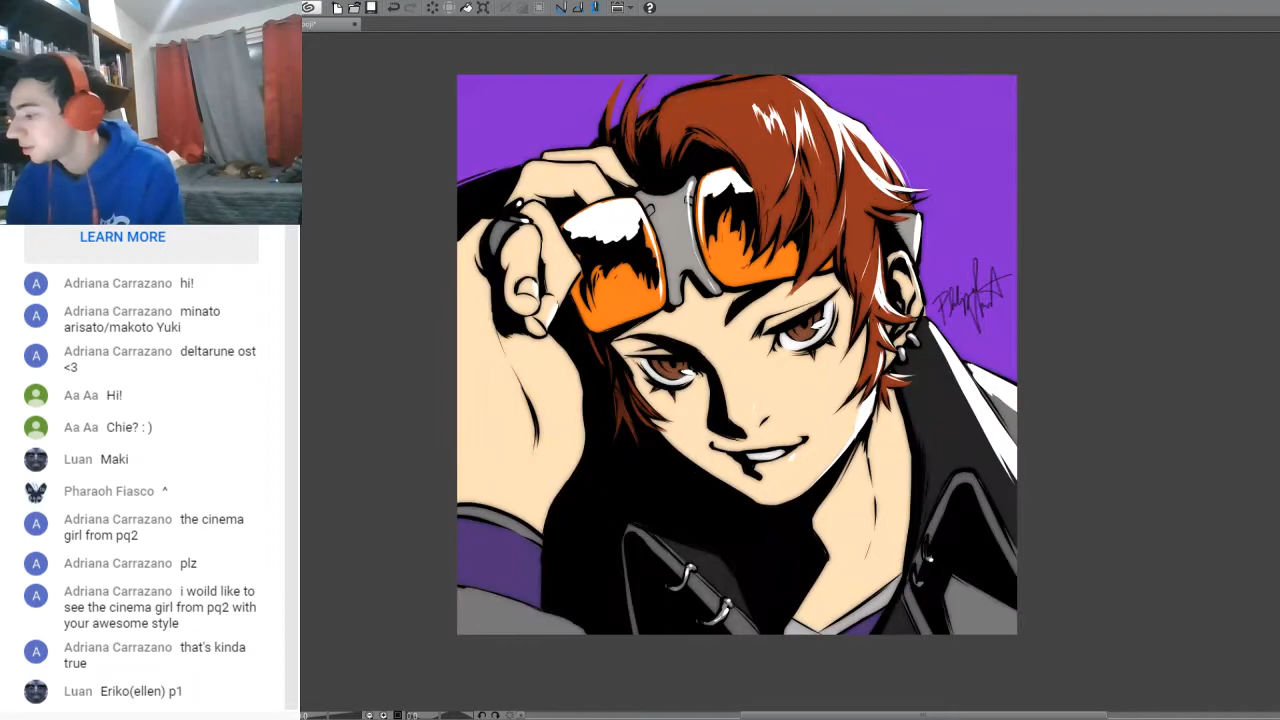 LEARN MORE
A Adriana Carrazano hi!
A Adriana Carrazano minato
arisato/makoto Yuki
A Adriana Carrazano deltarune ost
<3
Aa Aa Hi!
Aa Aa Chie? : )
Luan Maki
Pharaoh Fiasco ^
A Adriana Carrazano the cinema
girl from pq2
A Adriana Carrazano plz
A Adriana Carrazano i woild like to
see the cinema girl from pq2 with
your awesome style
A Adriana Carrazano that's kinda
true
Luan Eriko(ellen) p1